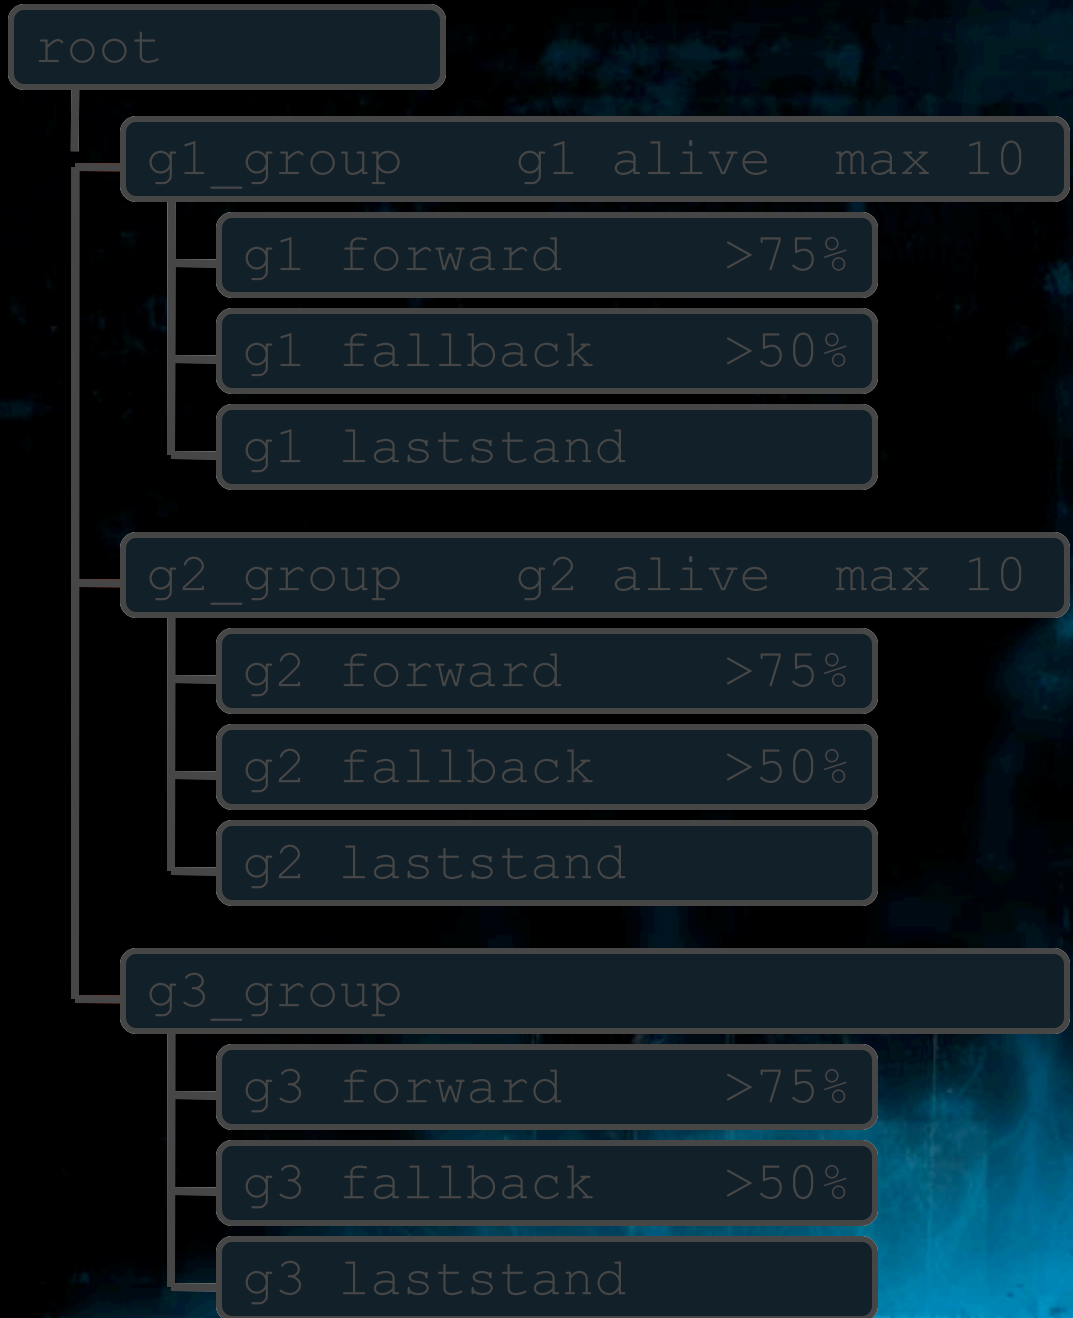 root
g1_group g1 alive max 10
g1 forward >75%
g1 fallback >50%
g1 laststand
g2_group g2 alive max 10
g2 forward >75%
g2 fallback >50%
g2 laststand
g3_group
g3 forward >75%
g3 fallback >50%
g3 laststand